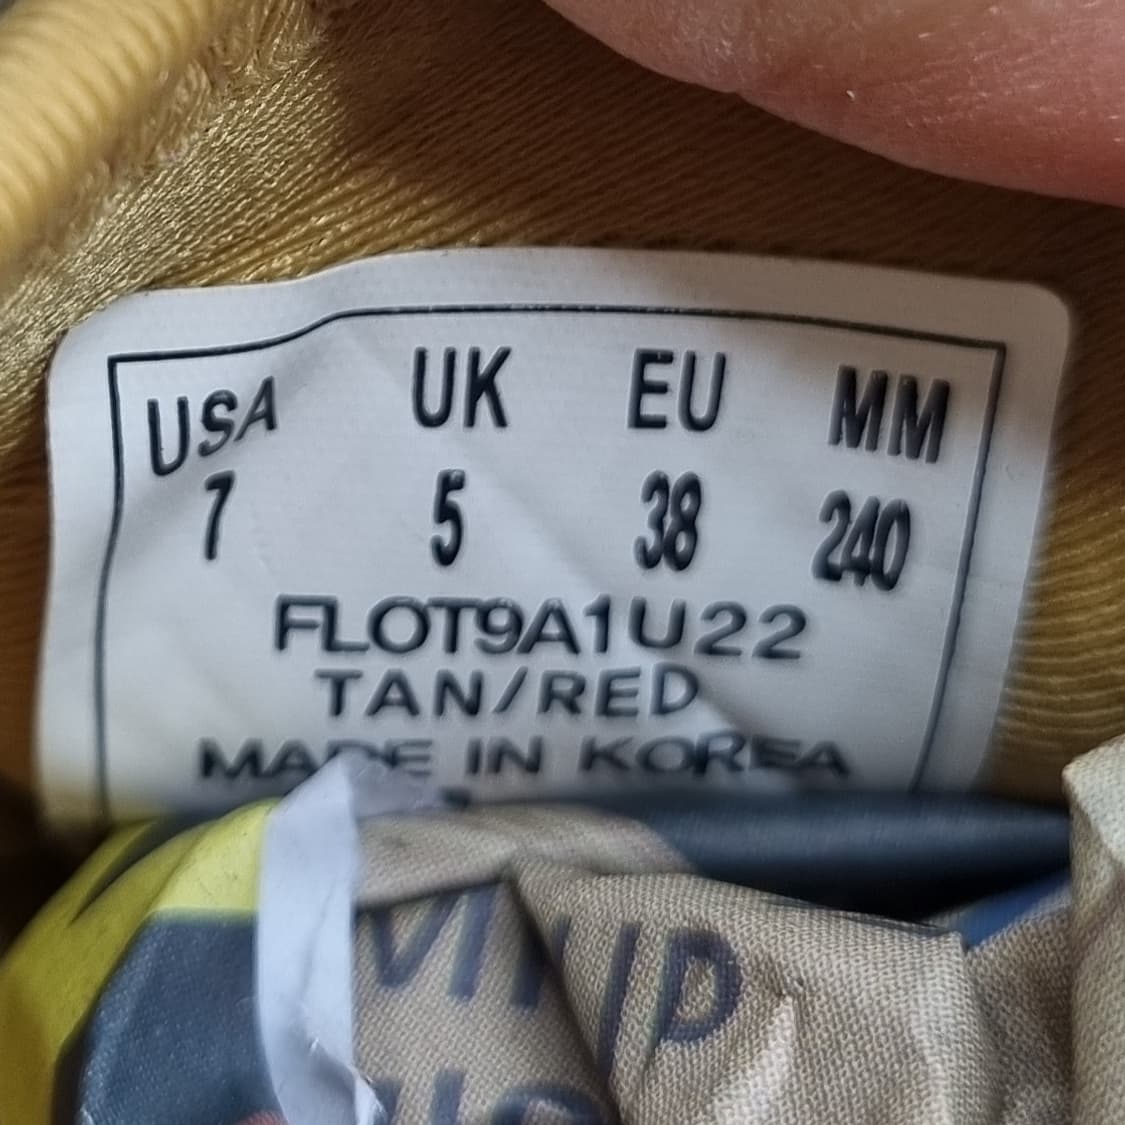 USA UK EU MM
7 5 38 240
FLOT9A1U22
TAN/RED
MADE IN KOREA